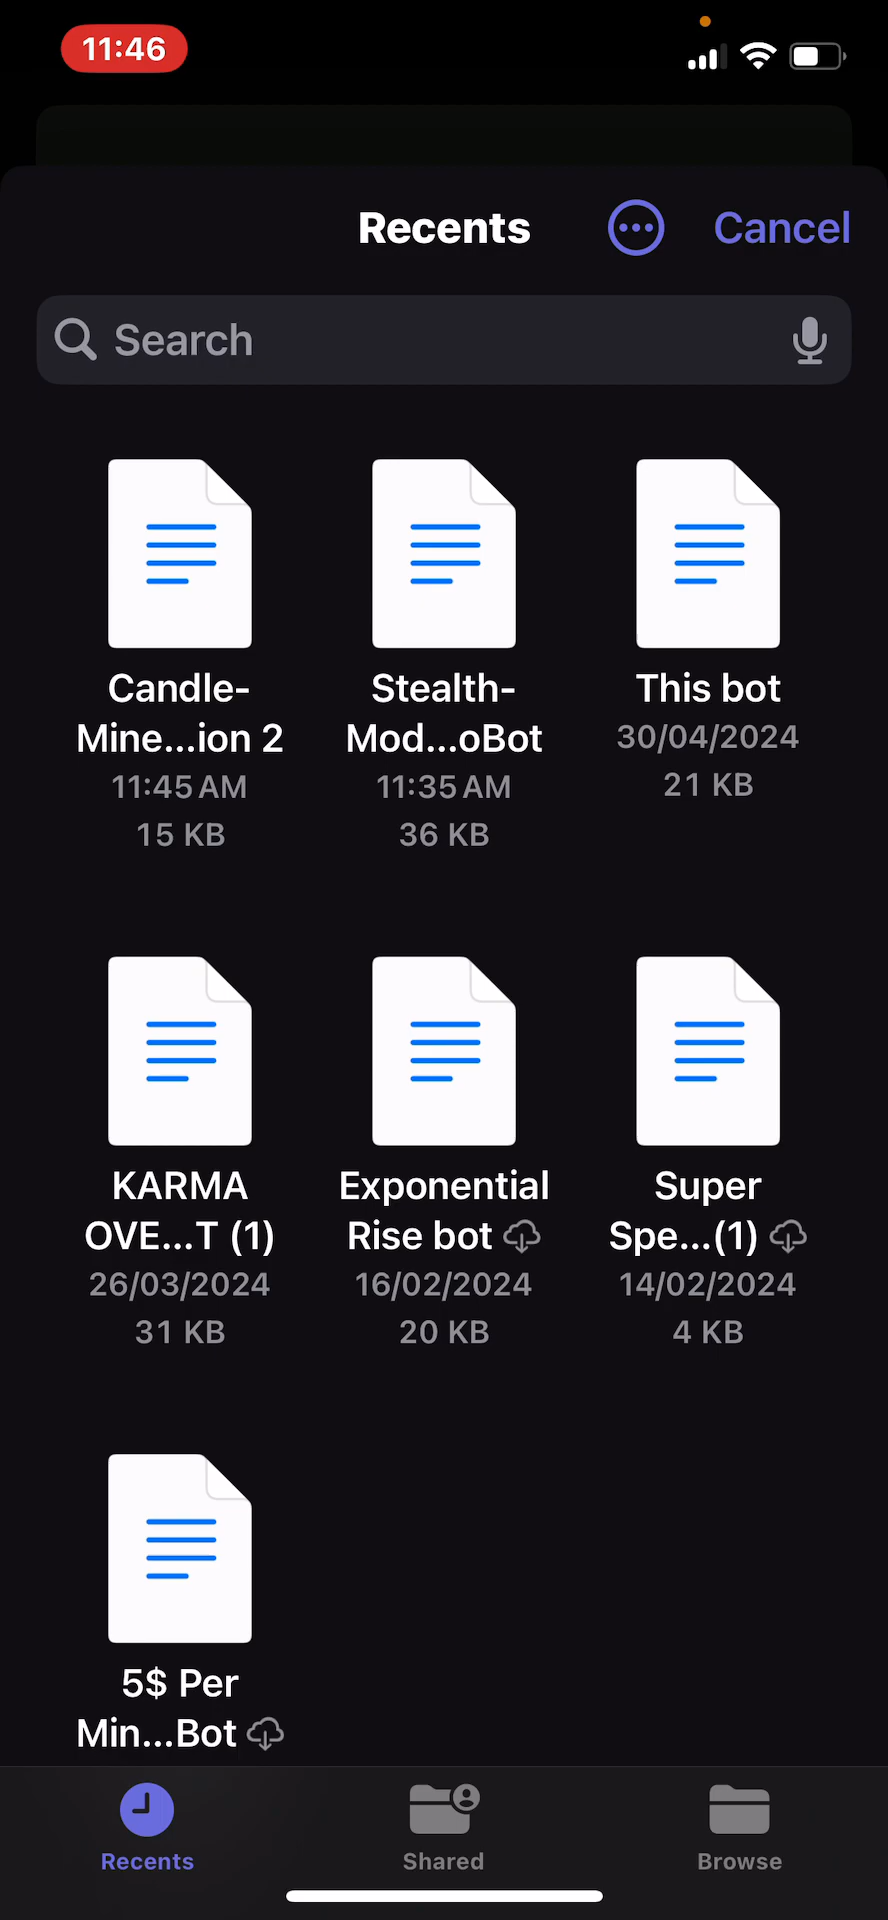 11:46
Recents
Cancel
Search
Candle-
Mine...ion 2
11:45 AM
15 KB
Stealth-
Mod...oBot
11:35 AM
36 KB
This bot
30/04/2024
21 KB
KARMA
OVE...T (1)
26/03/2024
31 KB
Exponential
Rise bot
16/02/2024
20 KB
Super
Spe...(1)
14/02/2024
4 KB
5$ Per
Min...Bot
Recents
Shared
Browse